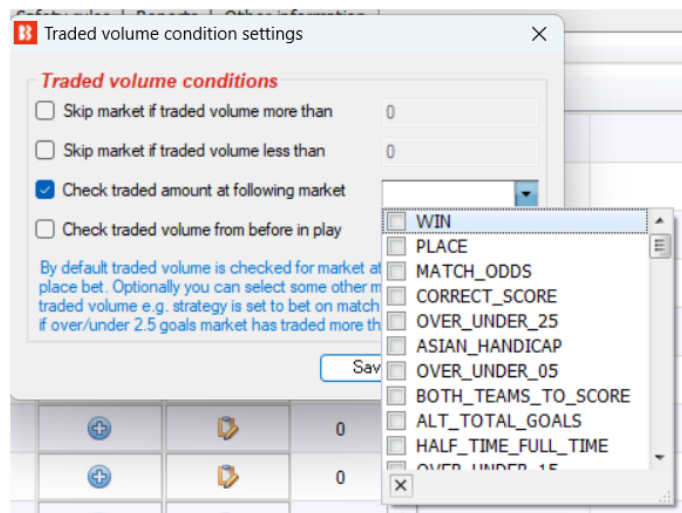 Safety rules | Reports | Other information
Traded volume condition settings
Traded volume conditions
Skip market if traded volume more than 0
Skip market if traded volume less than 0
Check traded amount at following market
Check traded volume from before in play
By default traded volume is checked for market at
place bet. Optionally you can select some other m
traded volume e.g. strategy is set to bet on match
if over/under 2.5 goals market has traded more th
Sav
WIN
PLACE
MATCH_ODDS
CORRECT_SCORE
OVER_UNDER_25
ASIAN_HANDICAP
OVER_UNDER_05
BOTH_TEAMS_TO_SCORE
ALT_TOTAL_GOALS
HALF_TIME_FULL_TIME
OVER_UNDER_15
0
0